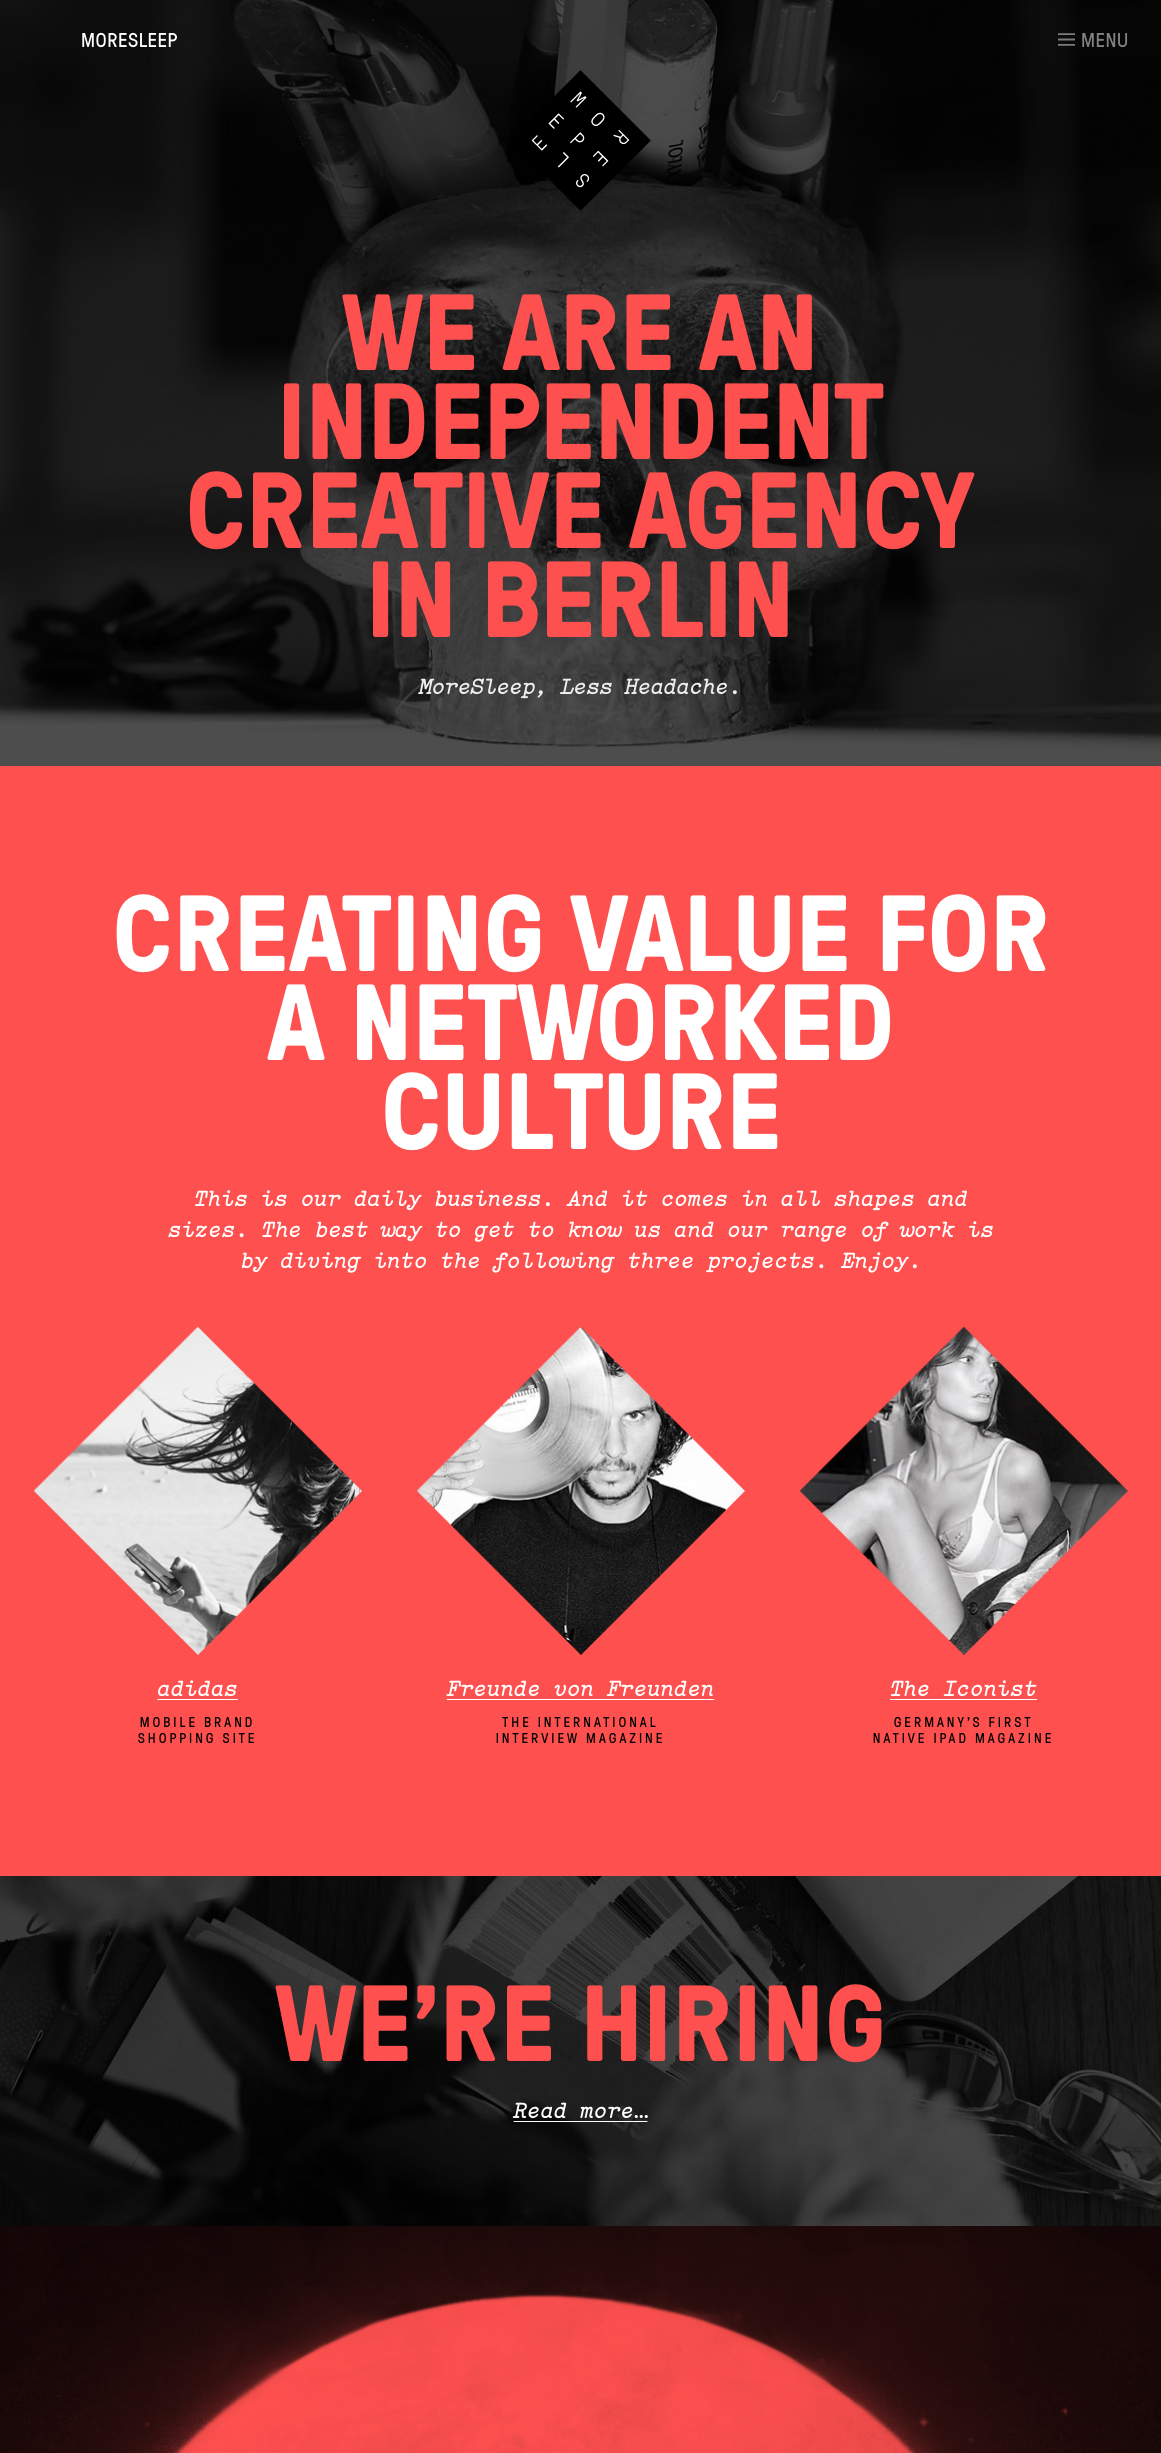 MORESLEEP
MENU
MORE
SLEEP
XYLOL
WE ARE AN
INDEPENDENT
CREATIVE AGENCY
IN BERLIN
MoreSleep, Less Headache.
CREATING VALUE FOR
A NETWORKED
CULTURE
This is our daily business. And it comes in all shapes and
sizes. The best way to get to know us and our range of work is
by diving into the following three projects. Enjoy.
adidas
MOBILE BRAND
SHOPPING SITE
Freunde von Freunden
THE INTERNATIONAL
INTERVIEW MAGAZINE
The Iconist
GERMANY’S FIRST
NATIVE IPAD MAGAZINE
WE’RE HIRING
Read more…